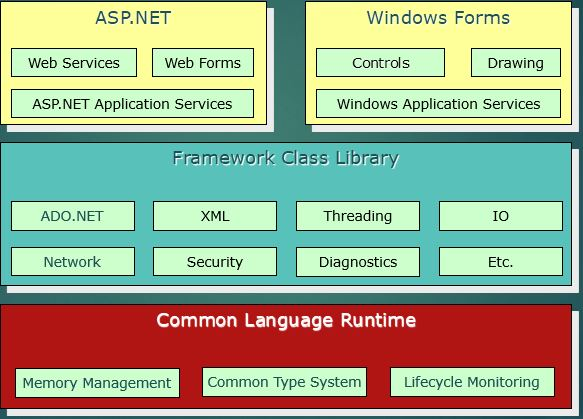 ASP.NET
Web Services
Web Forms
ASP.NET Application Services
Windows Forms
Controls
Drawing
Windows Application Services
Framework Class Library
ADO.NET
XML
Threading
IO
Network
Security
Diagnostics
Etc.
Common Language Runtime
Memory Management
Common Type System
Lifecycle Monitoring